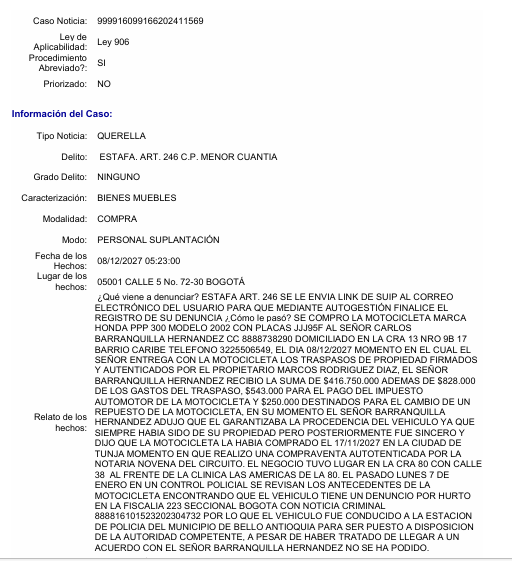 Caso Noticia: 999916099166202411569
Ley de Aplicabilidad: Ley 906
Procedimiento Abreviado?: SI
Priorizado: NO
Información del Caso:
Tipo Noticia: QUERELLA
Delito: ESTAFA. ART. 246 C.P. MENOR CUANTIA
Grado Delito: NINGUNO
Caracterización: BIENES MUEBLES
Modalidad: COMPRA
Modo: PERSONAL SUPLANTACIÓN
Fecha de los Hechos: 08/12/2027 05:23:00
Lugar de los hechos: 05001 CALLE 5 No. 72-30 BOGOTÁ
Relato de los hechos:
¿Qué viene a denunciar? ESTAFA ART. 246 SE LE ENVIA LINK DE SUIP AL CORREO
ELECTRÓNICO DEL USUARIO PARA QUE MEDIANTE AUTOGESTIÓN FINALICE EL
REGISTRO DE SU DENUNCIA ¿Cómo le pasó? SE COMPRO LA MOTOCICLETA MARCA
HONDA PPP 300 MODELO 2002 CON PLACAS JJJ95F AL SEÑOR CARLOS
BARRANQUILLA HERNANDEZ CC 8888738290 DOMICILIADO EN LA CRA 13 NRO 9B 17
BARRIO CARIBE TELEFONO 3225506549, EL DIA 08/12/2027 MOMENTO EN EL CUAL EL
SEÑOR ENTREGA CON LA MOTOCICLETA LOS TRASPASOS DE PROPIEDAD FIRMADOS
Y AUTENTICADOS POR EL PROPIETARIO MARCOS RODRIGUEZ DIAZ, EL SEÑOR
BARRANQUILLA HERNANDEZ RECIBIO LA SUMA DE $416.750.000 ADEMAS DE $828.000
DE LOS GASTOS DEL TRASPASO, $543.000 PARA EL PAGO DEL IMPUESTO
AUTOMOTOR DE LA MOTOCICLETA Y $250.000 DESTINADOS PARA EL CAMBIO DE UN
REPUESTO DE LA MOTOCICLETA, EN SU MOMENTO EL SEÑOR BARRANQUILLA
HERNANDEZ ADUJO QUE EL GARANTIZABA LA PROCEDENCIA DEL VEHICULO YA QUE
SIEMPRE HABIA SIDO DE SU PROPIEDAD PERO POSTERIORMENTE FUE SINCERO Y
DIJO QUE LA MOTOCICLETA LA HABIA COMPRADO EL 17/11/2027 EN LA CIUDAD DE
TUNJA MOMENTO EN QUE REALIZO UNA COMPRAVENTA AUTOTENTICADA POR LA
NOTARIA NOVENA DEL CIRCUITO. EL NEGOCIO TUVO LUGAR EN LA CRA 80 CON CALLE
38 AL FRENTE DE LA CLINICA LAS AMERICAS DE LA 80. EL PASADO LUNES 7 DE
ENERO EN UN CONTROL POLICIAL SE REVISAN LOS ANTECEDENTES DE LA
MOTOCICLETA ENCONTRANDO QUE EL VEHICULO TIENE UN DENUNCIO POR HURTO
EN LA FISCALIA 223 SECCIONAL BOGOTA CON NOTICIA CRIMINAL
888816101523202304732 POR LO QUE EL VEHICULO FUE CONDUCIDO A LA ESTACION
DE POLICIA DEL MUNICIPIO DE BELLO ANTIOQUIA PARA SER PUESTO A DISPOSICION
DE LA AUTORIDAD COMPETENTE, A PESAR DE HABER TRATADO DE LLEGAR A UN
ACUERDO CON EL SEÑOR BARRANQUILLA HERNANDEZ NO SE HA PODIDO.